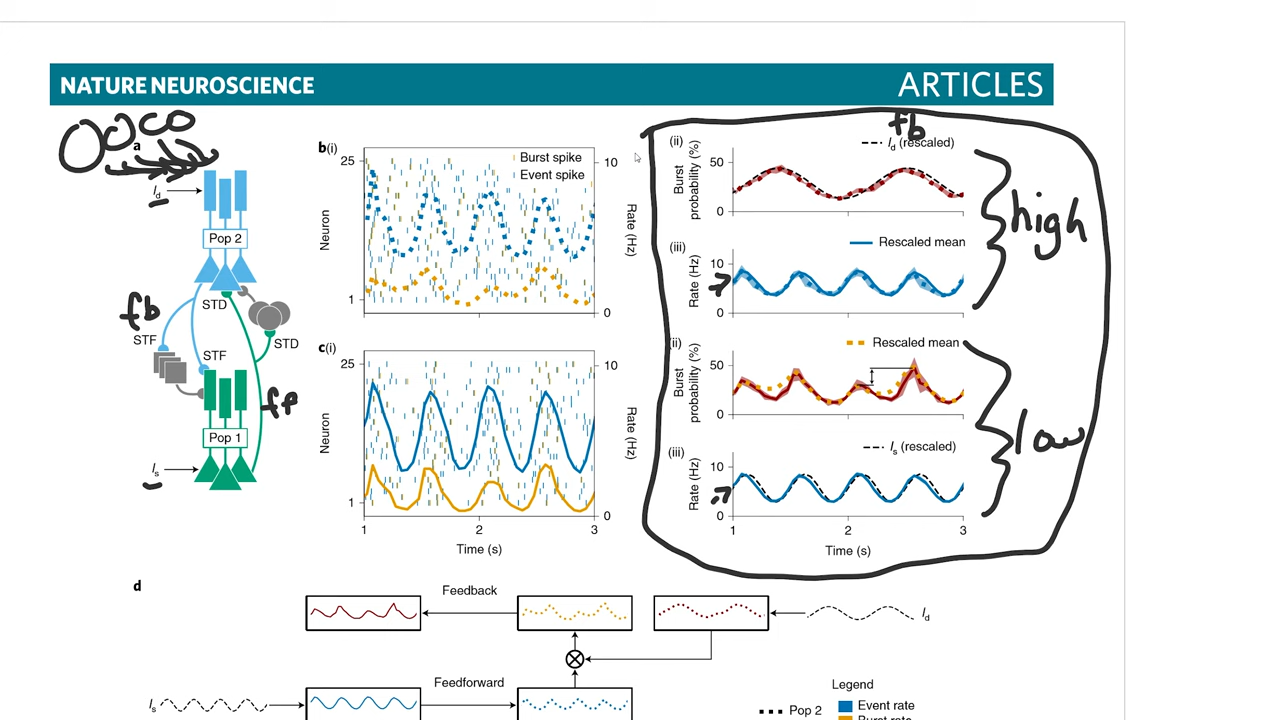 NATURE NEUROSCIENCE
ARTICLES
a
I_d
Pop 2
STD
fb
STF
STD
STF
Pop 1
I_s
b(i)
25
Neuron
1
Burst spike
Event spike
10
Rate (Hz)
0
c(i)
25
Neuron
1
10
Rate (Hz)
0
1
2
3
Time (s)
fb
(ii)
I_d (rescaled)
50
Burst
probability (%)
0
(iii)
Rescaled mean
10
Rate (Hz)
0
high
(ii)
Rescaled mean
50
Burst
probability (%)
0
(iii)
I_s (rescaled)
10
Rate (Hz)
0
1
2
3
Time (s)
low
d
Feedback
I_d
I_s
Feedforward
Legend
Pop 2
Event rate